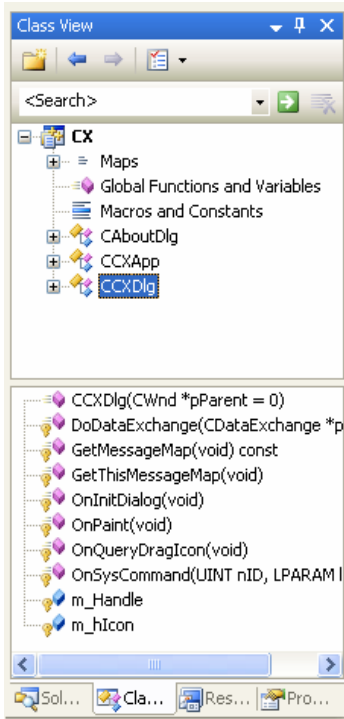 Class View
<Search>
CX
Maps
Global Functions and Variables
Macros and Constants
CAboutDlg
CCXApp
CCXDlg
CCXDlg(CWnd *pParent = 0)
DoDataExchange(CDataExchange *p
GetMessageMap(void) const
GetThisMessageMap(void)
OnInitDialog(void)
OnPaint(void)
OnQueryDragIcon(void)
OnSysCommand(UINT nID, LPARAM l
m_Handle
m_hIcon
Sol... Cla... Res... Pro...